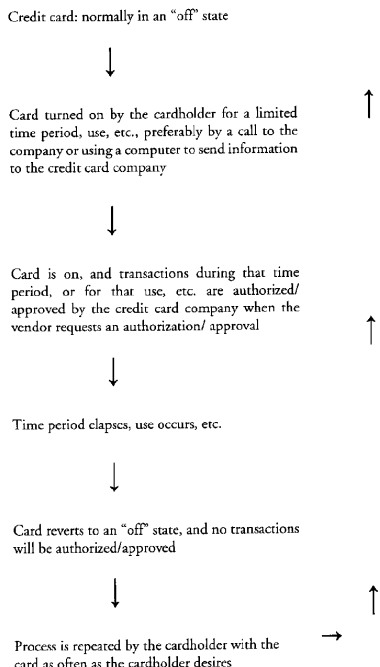 Credit card: normally in an “off” state
Card turned on by the cardholder for a limited
time period, use, etc., preferably by a call to the
company or using a computer to send information
to the credit card company
Card is on, and transactions during that time
period, or for that use, etc. are authorized/
approved by the credit card company when the
vendor requests an authorization/ approval
Time period elapses, use occurs, etc.
Card reverts to an “off” state, and no transactions
will be authorized/approved
Process is repeated by the cardholder with the
card as often as the cardholder desires